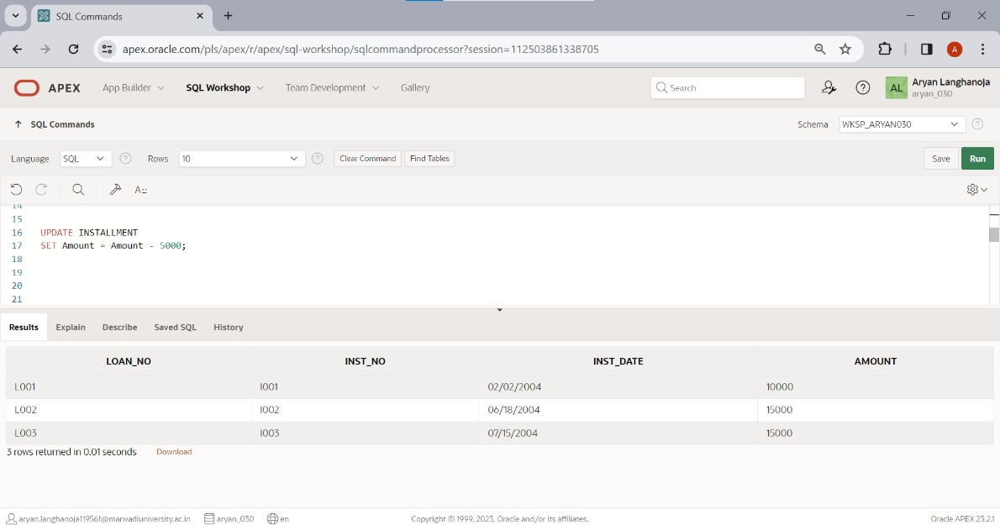 SQL Commands
apex.oracle.com/pls/apex/r/apex/sql-workshop/sqlcommandprocessor?session=112503861338705
A
APEX App Builder SQL Workshop Team Development Gallery
Search
AL Aryan Langhanoja
aryan_030
SQL Commands Schema WKSP_ARYAN030
Language SQL Rows 10 Clear Command Find Tables Save Run
A::
14
15
16 UPDATE INSTALLMENT
17 SET Amount = Amount - 5000;
18
19
20
21
Results Explain Describe Saved SQL History
LOAN_NO INST_NO INST_DATE AMOUNT
L001 I001 02/02/2004 10000
L002 I002 06/18/2004 15000
L003 I003 07/15/2004 15000
3 rows returned in 0.01 seconds Download
aryan.langhanoja119561@marwadiuniversity.ac.in aryan_030 en Copyright © 1999, 2023, Oracle and/or its affiliates. Oracle APEX 23.2.1